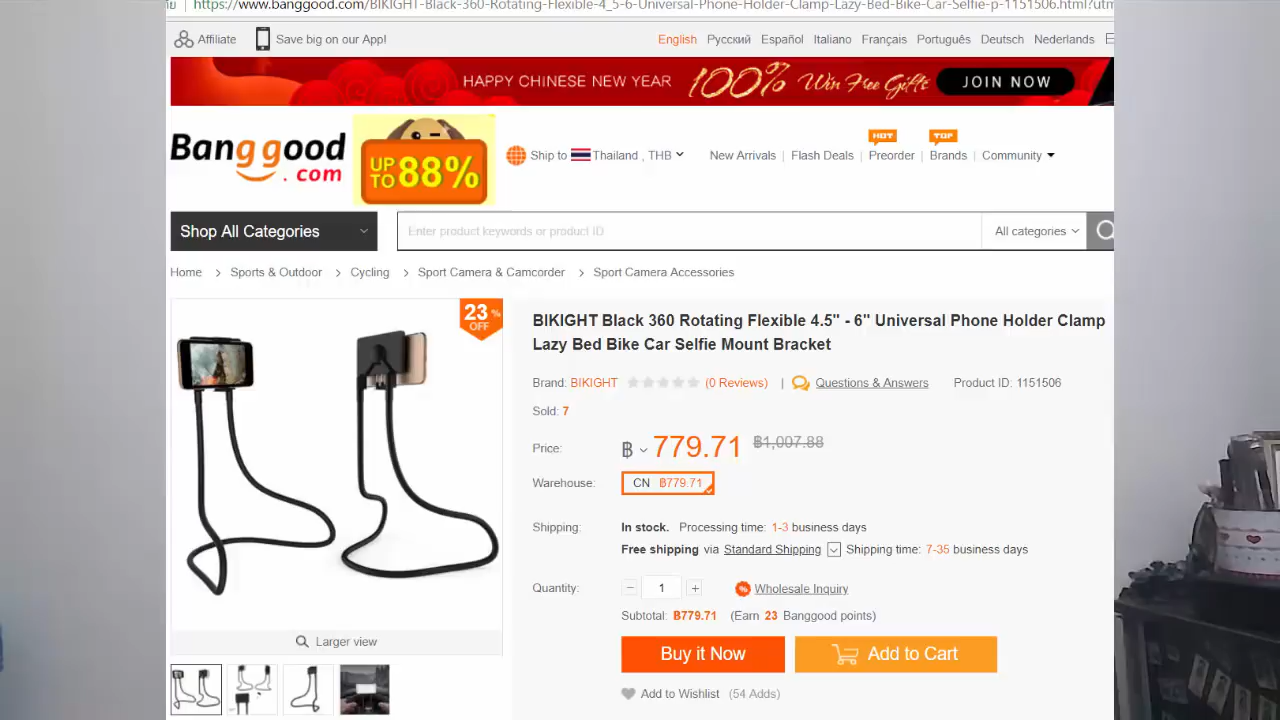 https://www.banggood.com/BIKIGHT-Black-360-Rotating-Flexible-4_5-6-Universal-Phone-Holder-Clamp-Lazy-Bed-Bike-Car-Selfie-p-1151506.html?utm
Affiliate Save big on our App! English Русский Español Italiano Français Português Deutsch Nederlands
HAPPY CHINESE NEW YEAR 100% Win Free Gifts JOIN NOW
HOT TOP
Banggood.com UP TO 88% Ship to Thailand , THB New Arrivals | Flash Deals | Preorder | Brands | Community
Shop All Categories Enter product keywords or product ID All categories
Home > Sports & Outdoor > Cycling > Sport Camera & Camcorder > Sport Camera Accessories
23% OFF
BIKIGHT Black 360 Rotating Flexible 4.5" - 6" Universal Phone Holder Clamp
Lazy Bed Bike Car Selfie Mount Bracket
Brand: BIKIGHT (0 Reviews) | Questions & Answers Product ID: 1151506
Sold: 7
Price: ฿ 779.71 ฿1,007.88
Warehouse: CN ฿779.71
Shipping: In stock. Processing time: 1-3 business days
Free shipping via Standard Shipping Shipping time: 7-35 business days
Quantity: − 1 + Wholesale Inquiry
Subtotal: ฿779.71 (Earn 23 Banggood points)
Larger view
Buy it Now Add to Cart
Add to Wishlist (54 Adds)